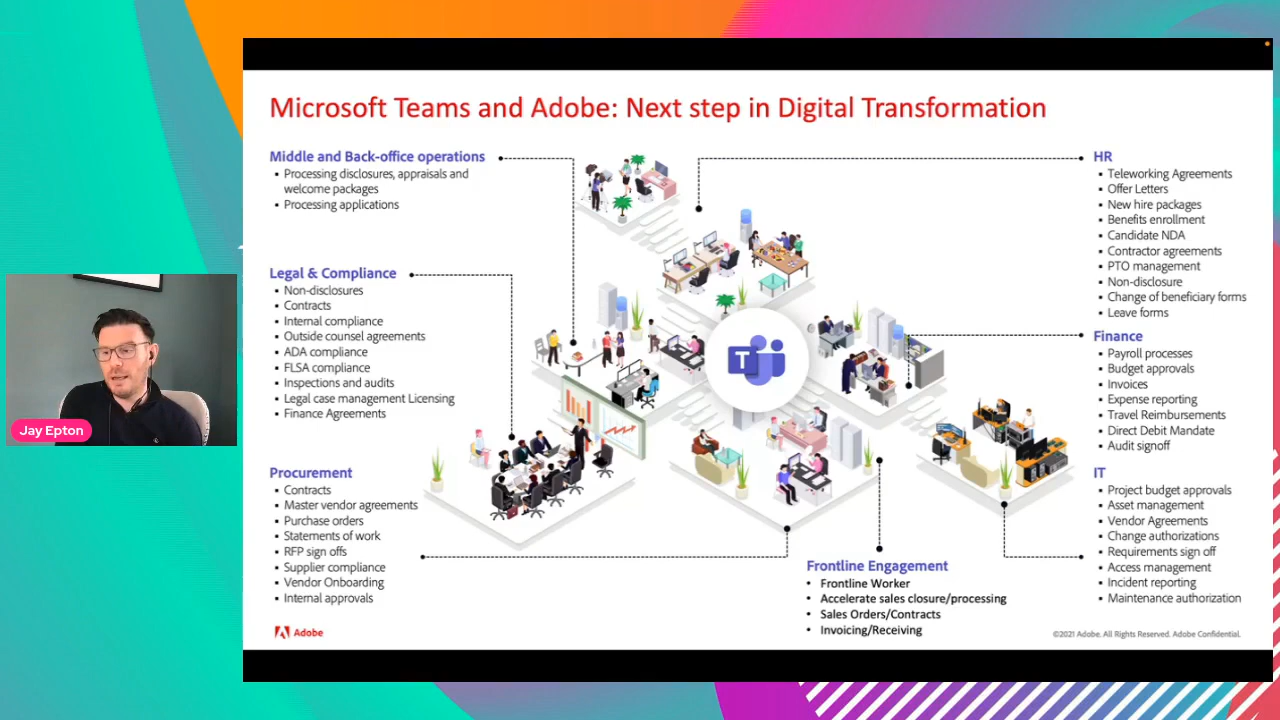 Microsoft Teams and Adobe: Next step in Digital Transformation
Middle and Back-office operations
▪ Processing disclosures, appraisals and
welcome packages
▪ Processing applications
Legal & Compliance
▪ Non-disclosures
▪ Contracts
▪ Internal compliance
▪ Outside counsel agreements
▪ ADA compliance
▪ FLSA compliance
▪ Inspections and audits
▪ Legal case management Licensing
▪ Finance Agreements
Procurement
▪ Contracts
▪ Master vendor agreements
▪ Purchase orders
▪ Statements of work
▪ RFP sign offs
▪ Supplier compliance
▪ Vendor Onboarding
▪ Internal approvals
T
HR
▪ Teleworking Agreements
▪ Offer Letters
▪ New hire packages
▪ Benefits enrollment
▪ Candidate NDA
▪ Contractor agreements
▪ PTO management
▪ Non-disclosure
▪ Change of beneficiary forms
▪ Leave forms
Finance
▪ Payroll processes
▪ Budget approvals
▪ Invoices
▪ Expense reporting
▪ Travel Reimbursements
▪ Direct Debit Mandate
▪ Audit signoff
IT
▪ Project budget approvals
▪ Asset management
▪ Vendor Agreements
▪ Change authorizations
▪ Requirements sign off
▪ Access management
▪ Incident reporting
▪ Maintenance authorization
Frontline Engagement
• Frontline Worker
• Accelerate sales closure/processing
• Sales Orders/Contracts
• Invoicing/Receiving
Adobe
©2021 Adobe. All Rights Reserved. Adobe Confidential.
Jay Epton